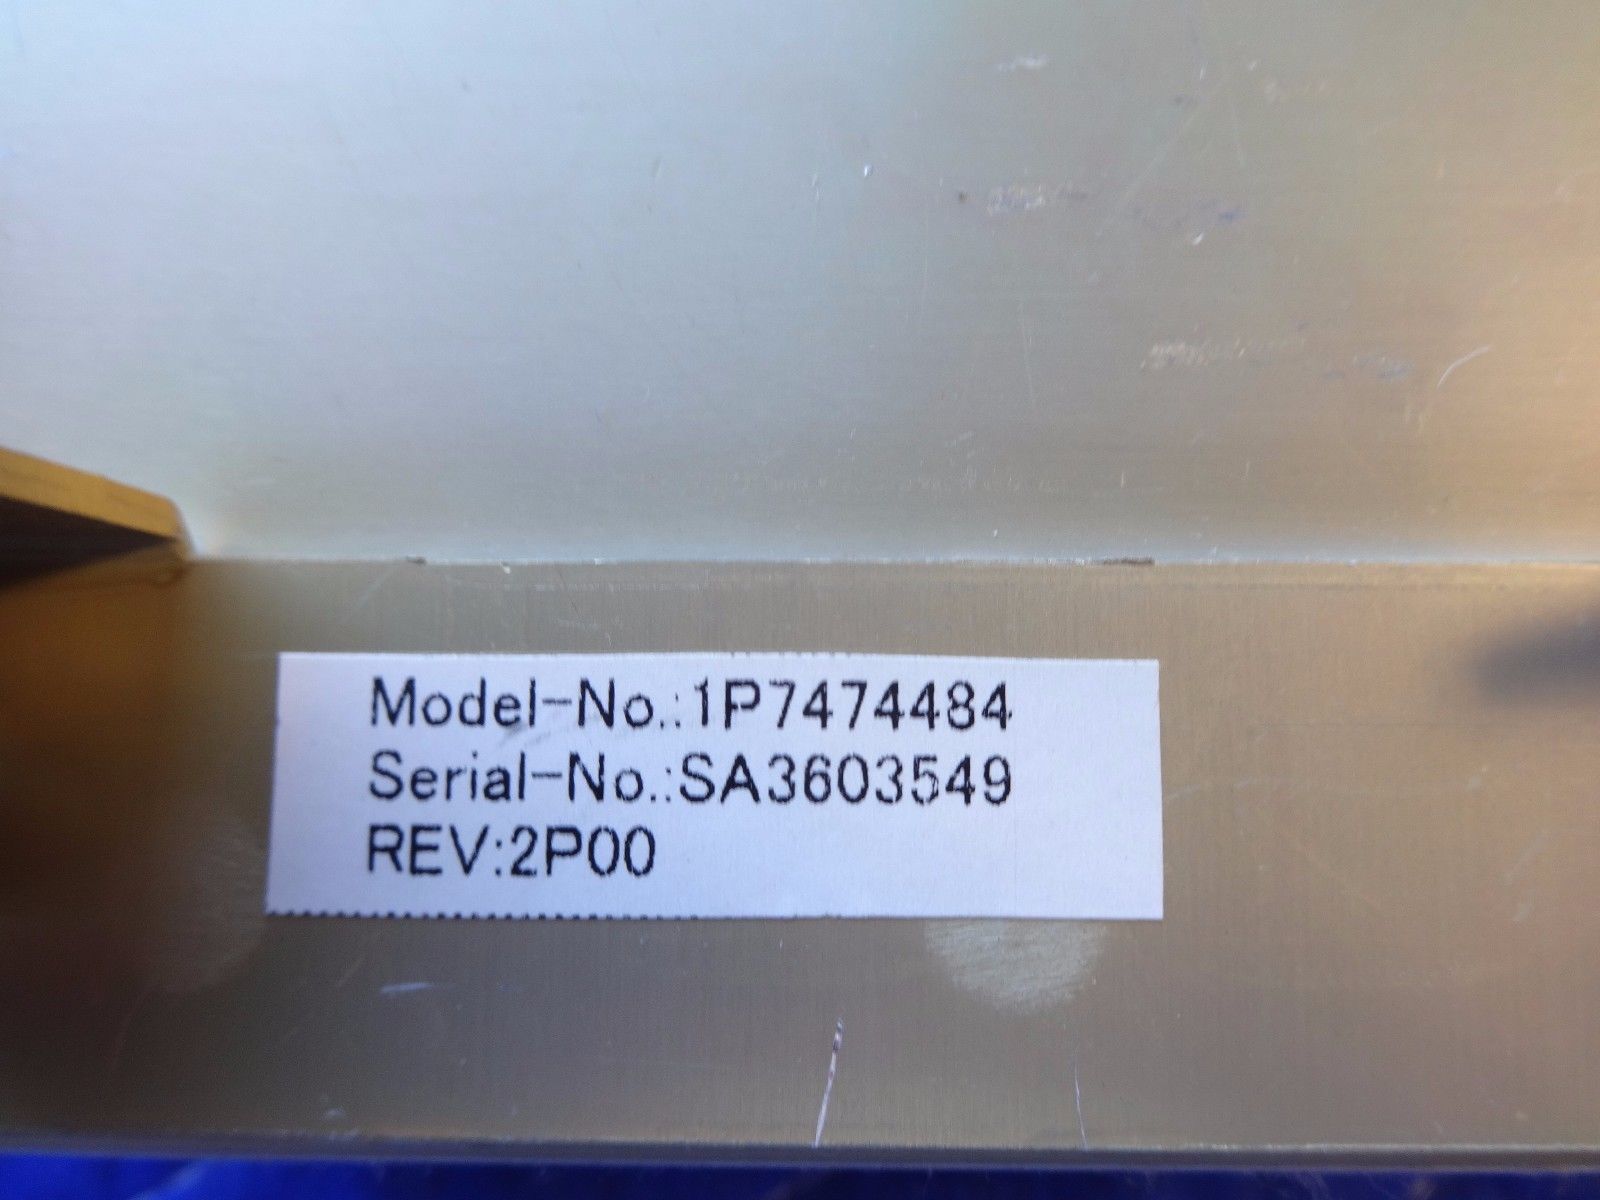 Model-No.:1P7474484
Serial-No.:SA3603549
REV:2P00